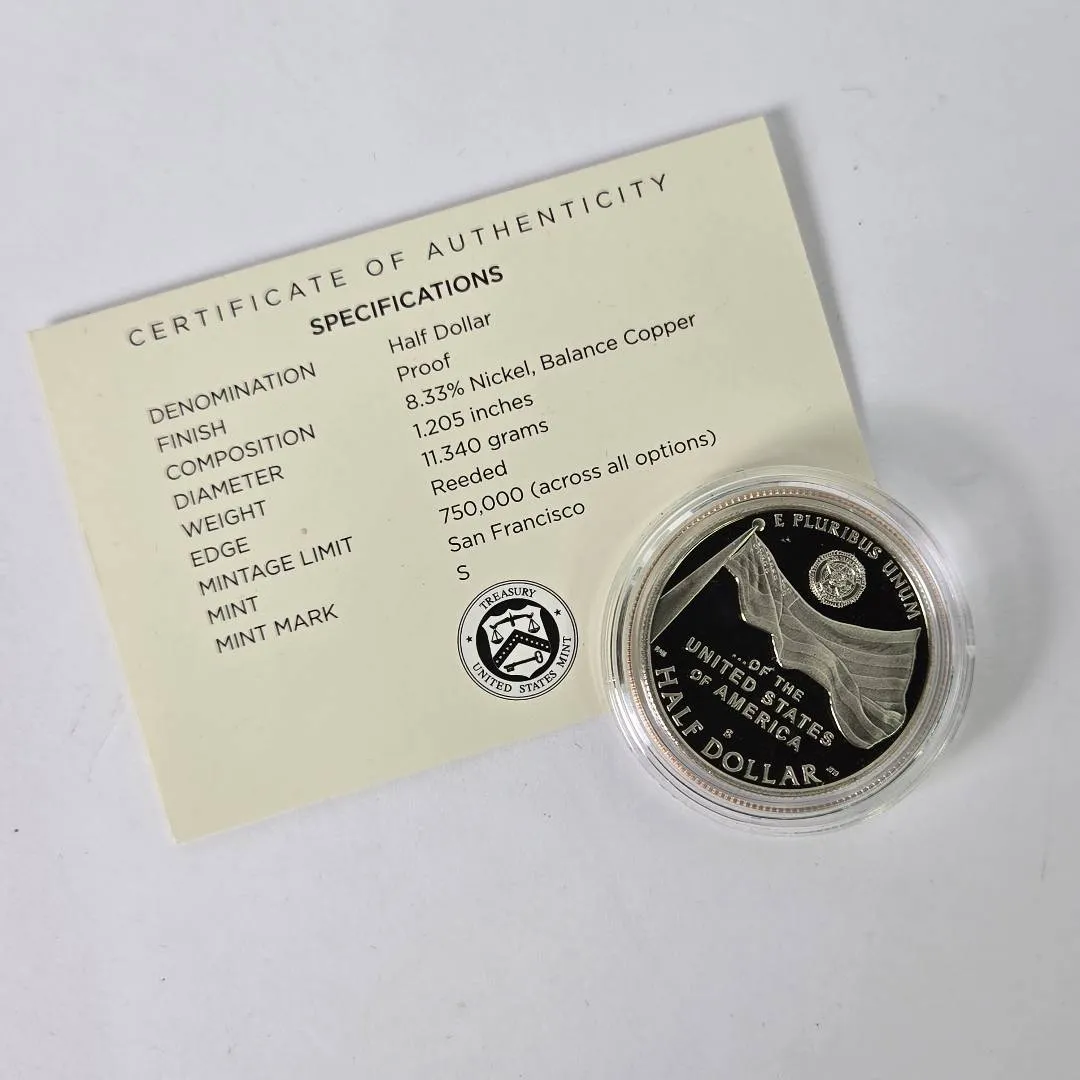 CERTIFICATE OF AUTHENTICITY
SPECIFICATIONS
DENOMINATION Half Dollar
FINISH Proof
COMPOSITION 8.33% Nickel, Balance Copper
DIAMETER 1.205 inches
WEIGHT 11.340 grams
EDGE Reeded
MINTAGE LIMIT 750,000 (across all options)
MINT San Francisco
MINT MARK S
TREASURY
UNITED STATES MINT
E PLURIBUS UNUM
...OF THE
UNITED STATES
OF AMERICA
S
HALF DOLLAR